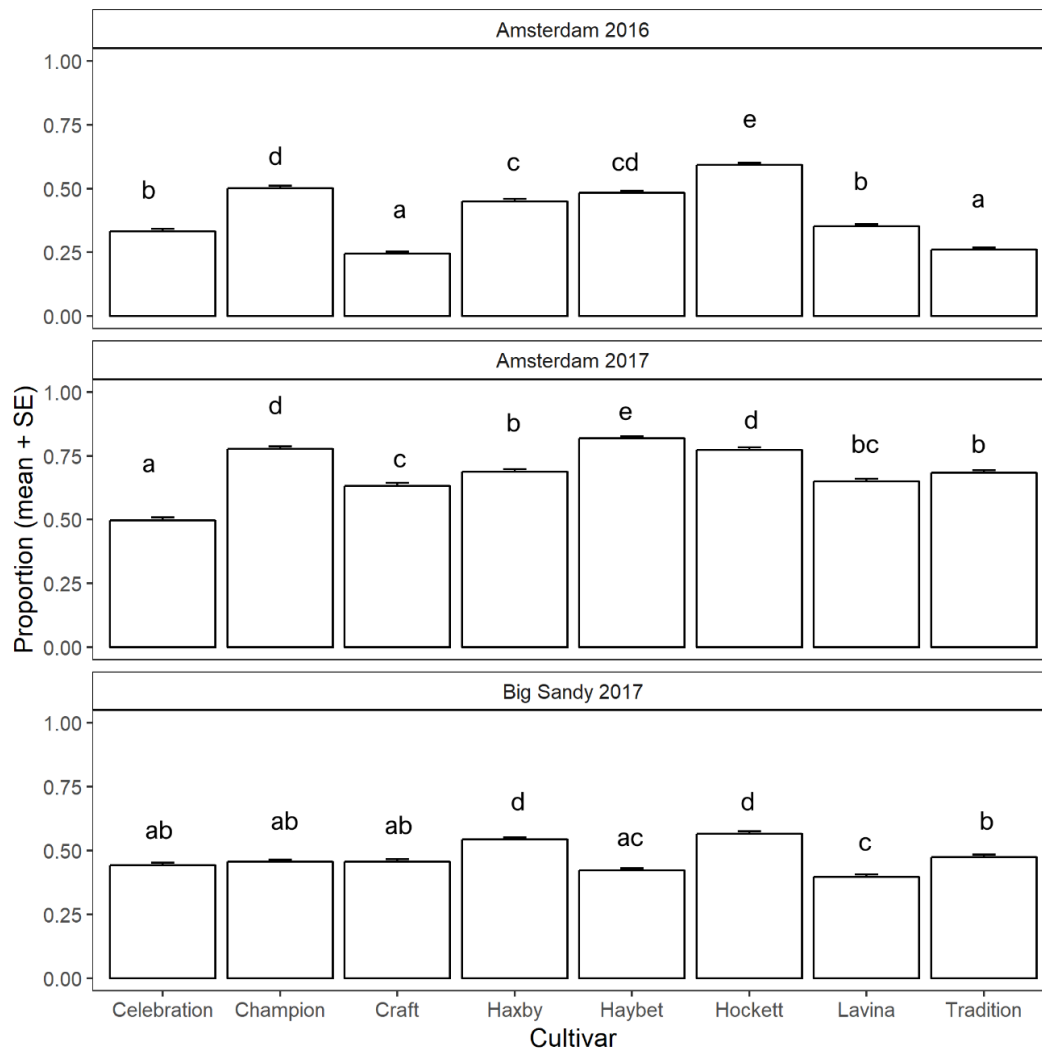 Amsterdam 2016
1.00
0.75
0.50
0.25
0.00
b
d
a
c
cd
e
b
a
Amsterdam 2017
1.00
0.75
0.50
0.25
0.00
a
d
c
b
e
d
bc
b
Big Sandy 2017
1.00
0.75
0.50
0.25
0.00
ab
ab
ab
d
ac
d
c
b
Proportion (mean + SE)
Celebration Champion Craft Haxby Haybet Hockett Lavina Tradition
Cultivar